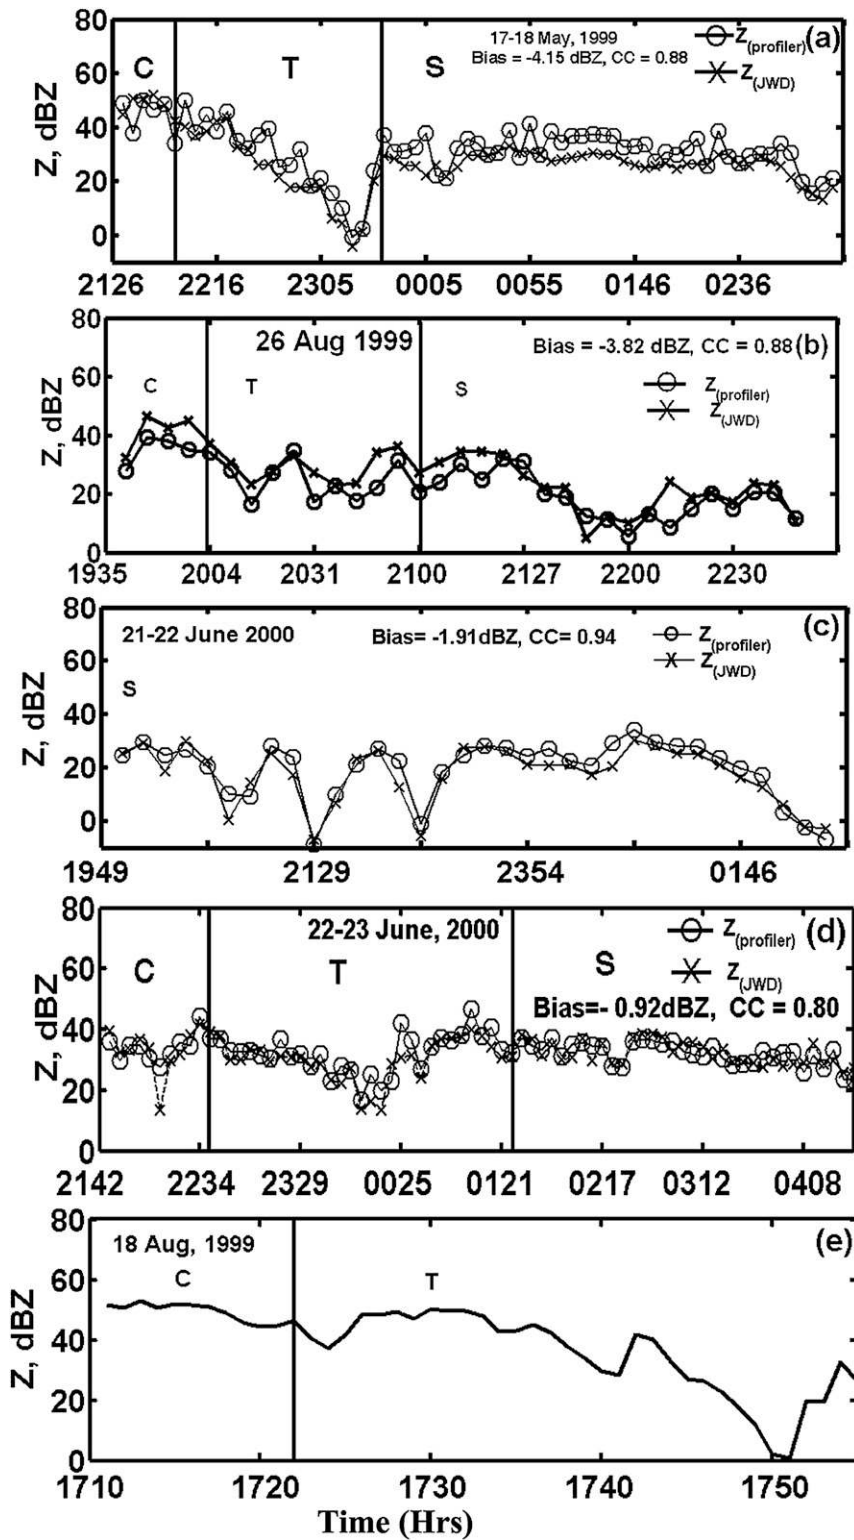 80
60
40
20
0
Z, dBZ
C
T
S
17-18 May, 1999
Bias = -4.15 dBZ, CC = 0.88
Z(profiler)
Z(JWD)
(a)
2126 2216 2305 0005 0055 0146 0236
80
60
40
20
0
Z, dBZ
26 Aug 1999
Bias = -3.82 dBZ, CC = 0.88
(b)
C
T
S
Z(profiler)
Z(JWD)
1935 2004 2031 2100 2127 2200 2230
80
60
40
20
0
Z, dBZ
21-22 June 2000
Bias= -1.91dBZ, CC= 0.94
Z(profiler)
Z(JWD)
(c)
S
1949 2129 2354 0146
80
60
40
20
0
Z, dBZ
22-23 June, 2000
Z(profiler)
(d)
C
T
S
Z(JWD)
Bias=- 0.92dBZ, CC = 0.80
2142 2234 2329 0025 0121 0217 0312 0408
80
60
40
20
0
Z, dBZ
18 Aug, 1999
(e)
C
T
1710 1720 1730 1740 1750
Time (Hrs)